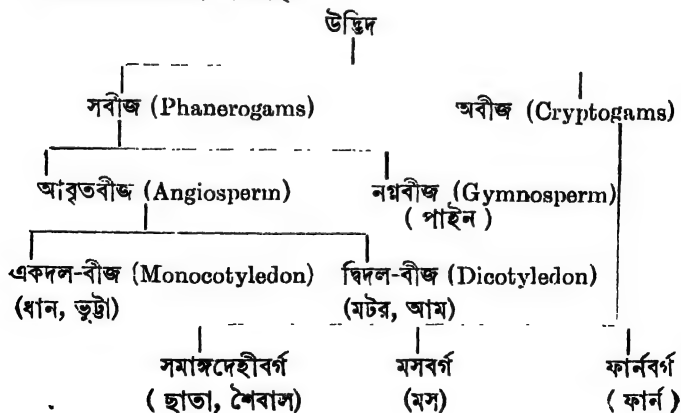 উদ্ভিদ
সবীজ (Phanerogams) অবীজ (Cryptogams)
আবৃতবীজ (Angiosperm) নগ্নবীজ (Gymnosperm)
( পাইন )
একদল-বীজ (Monocotyledon) দ্বিদল-বীজ (Dicotyledon)
(ধান, ভুট্টা) (মটর, আম)
সমাঙ্গদেহীবর্গ মসবর্গ ফার্নবর্গ
( ছাতা, শৈবাল) (মস) ( ফার্ন )